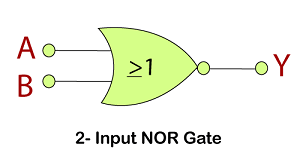 A
B
≥1
Y
2- Input NOR Gate